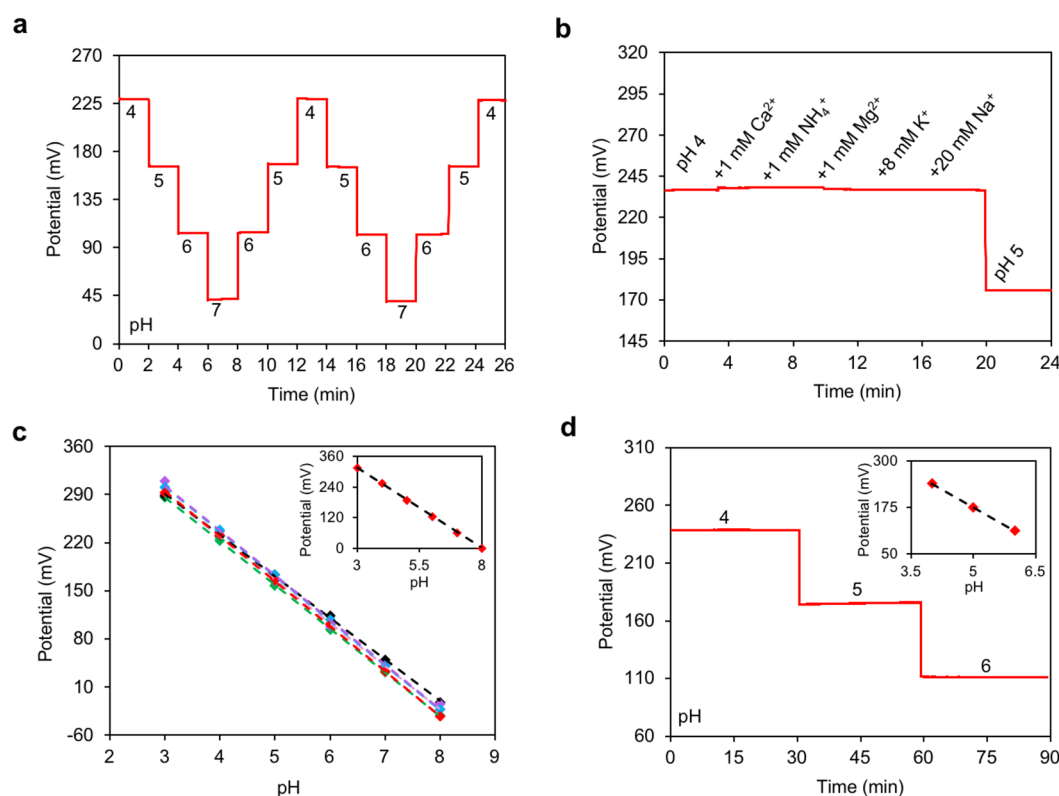 a
270
225
180
135
90
45
0
Potential (mV)
4 5 6 7 6 5 4 5 6 7 6 5 4
pH
0 2 4 6 8 10 12 14 16 18 20 22 24 26
Time (min)
b
320
295
270
245
220
195
170
145
Potential (mV)
pH 4
+1 mM Ca²⁺
+1 mM NH₄⁺
+1 mM Mg²⁺
+8 mM K⁺
+20 mM Na⁺
pH 5
0 4 8 12 16 20 24
Time (min)
c
360
290
220
150
80
10
-60
Potential (mV)
2 3 4 5 6 7 8 9
pH
360
240
120
0
Potential (mV)
3 5.5 8
pH
d
310
260
210
160
110
60
Potential (mV)
4
5
6
pH
0 15 30 45 60 75 90
Time (min)
300
175
50
Potential (mV)
3.5 5 6.5
pH